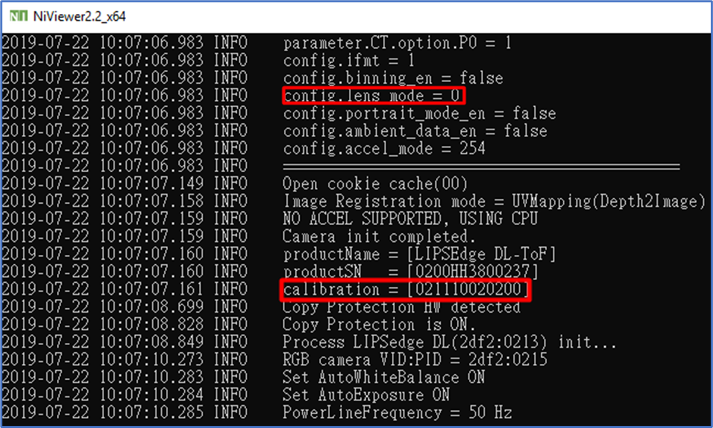 NiViewer2.2_x64
2019-07-22 10:07:06.983 INFO parameter.CT.option.P0 = 1
2019-07-22 10:07:06.983 INFO config.ifmt = 1
2019-07-22 10:07:06.983 INFO config.binning_en = false
2019-07-22 10:07:06.983 INFO config.lens_mode = 0
2019-07-22 10:07:06.983 INFO config.portrait_mode_en = false
2019-07-22 10:07:06.983 INFO config.ambient_data_en = false
2019-07-22 10:07:06.983 INFO config.accel_mode = 254
2019-07-22 10:07:06.983 INFO ==================================================
2019-07-22 10:07:07.149 INFO Open cookie cache(00)
2019-07-22 10:07:07.158 INFO Image Registration mode = UVMapping(Depth2Image)
2019-07-22 10:07:07.159 INFO NO ACCEL SUPPORTED, USING CPU
2019-07-22 10:07:07.159 INFO Camera init completed.
2019-07-22 10:07:07.160 INFO productName = [LIPSEdge DL-ToF]
2019-07-22 10:07:07.160 INFO productSN = [0200HH3800237]
2019-07-22 10:07:07.161 INFO calibration = [021110020200]
2019-07-22 10:07:08.699 INFO Copy Protection HW detected
2019-07-22 10:07:08.828 INFO Copy Protection is ON.
2019-07-22 10:07:08.849 INFO Process LIPSedge DL(2df2:0213) init...
2019-07-22 10:07:10.273 INFO RGB camera VID:PID = 2df2:0215
2019-07-22 10:07:10.283 INFO Set AutoWhiteBalance ON
2019-07-22 10:07:10.284 INFO Set AutoExposure ON
2019-07-22 10:07:10.285 INFO PowerLineFrequency = 50 Hz